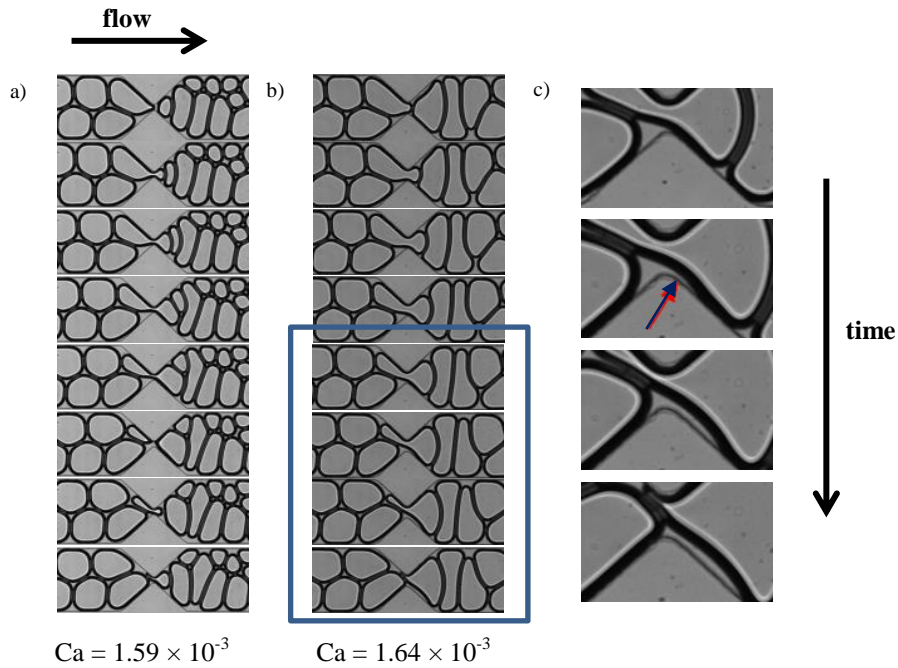 flow
a)
b)
c)
time
Ca = 1.59 × 10⁻³
Ca = 1.64 × 10⁻³